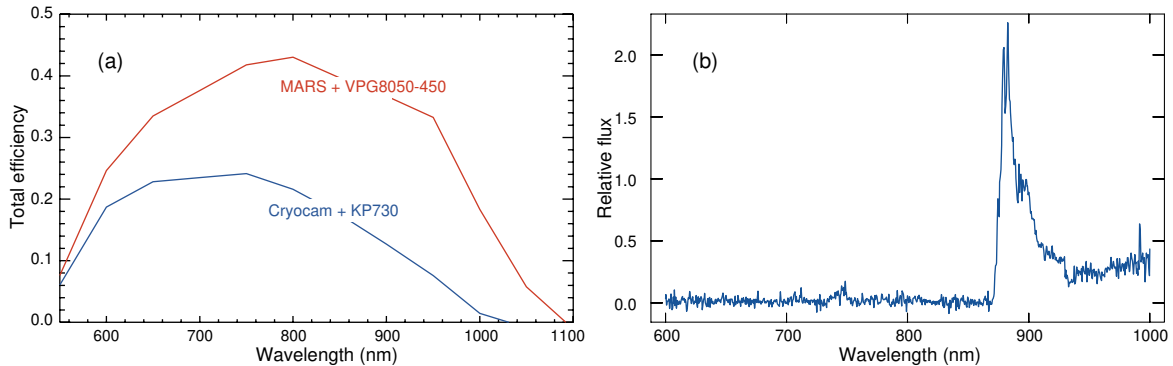 (a)
MARS + VPG8050-450
Cryocam + KP730
Total efficiency
0.5
0.4
0.3
0.2
0.1
0.0
600 700 800 900 1000 1100
Wavelength (nm)
(b)
Relative flux
2.0
1.5
1.0
0.5
0.0
600 700 800 900 1000
Wavelength (nm)